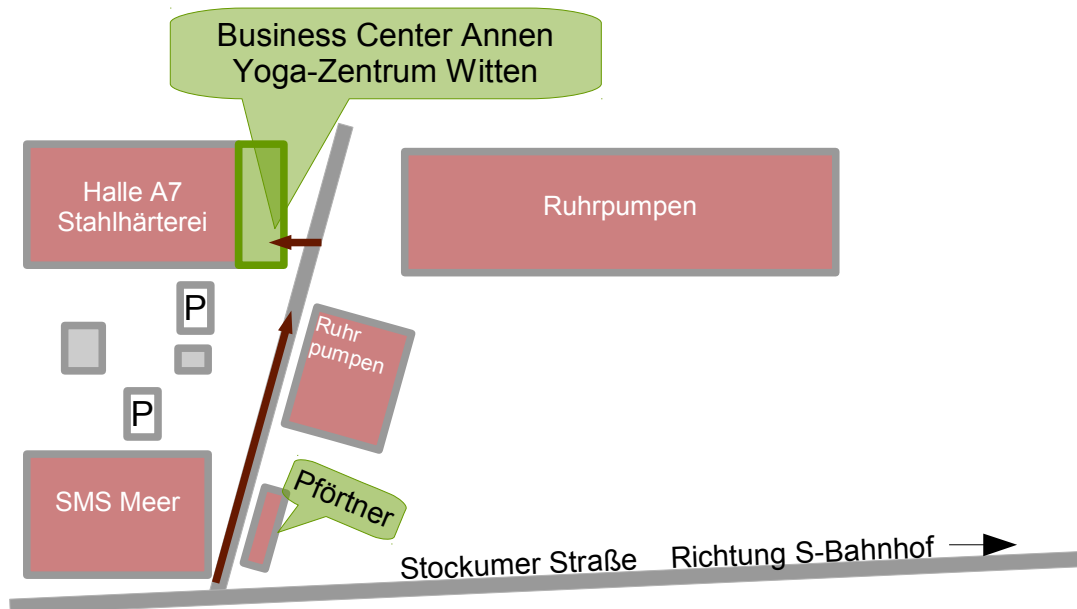 Business Center Annen
Yoga-Zentrum Witten
Halle A7
Stahlhärterei
Ruhrpumpen
P
Ruhr
pumpen
P
SMS Meer
Pförtner
Stockumer Straße Richtung S-Bahnhof